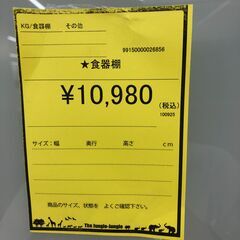 KG/食器棚 その他
99150000026856
★食器棚
¥10,980
(税込)
100925
サイズ:幅 奥行 高さ cm
商品のサイズ、状態を よくご確認下さい。
The Jungle-Jungle